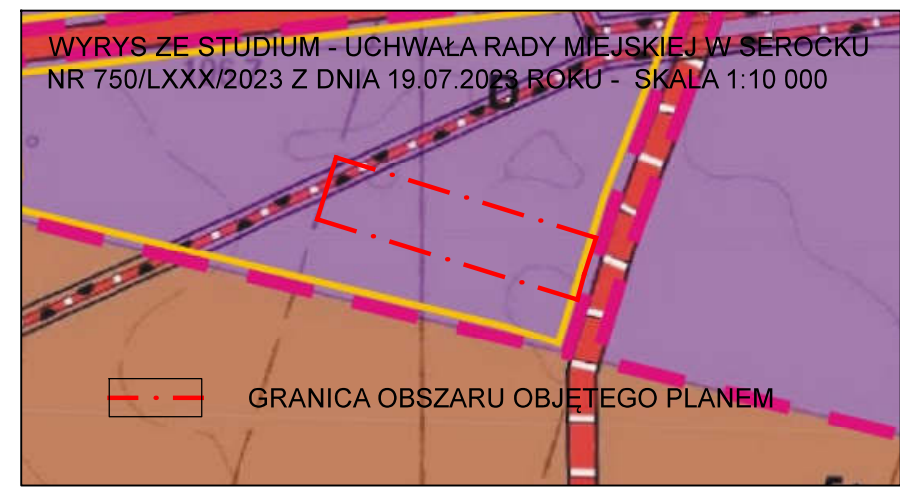 WYRYS ZE STUDIUM - UCHWAŁA RADY MIEJSKIEJ W SEROCKU
NR 750/LXXX/2023 Z DNIA 19.07.2023 ROKU - SKALA 1:10 000
GRANICA OBSZARU OBJĘTEGO PLANEM